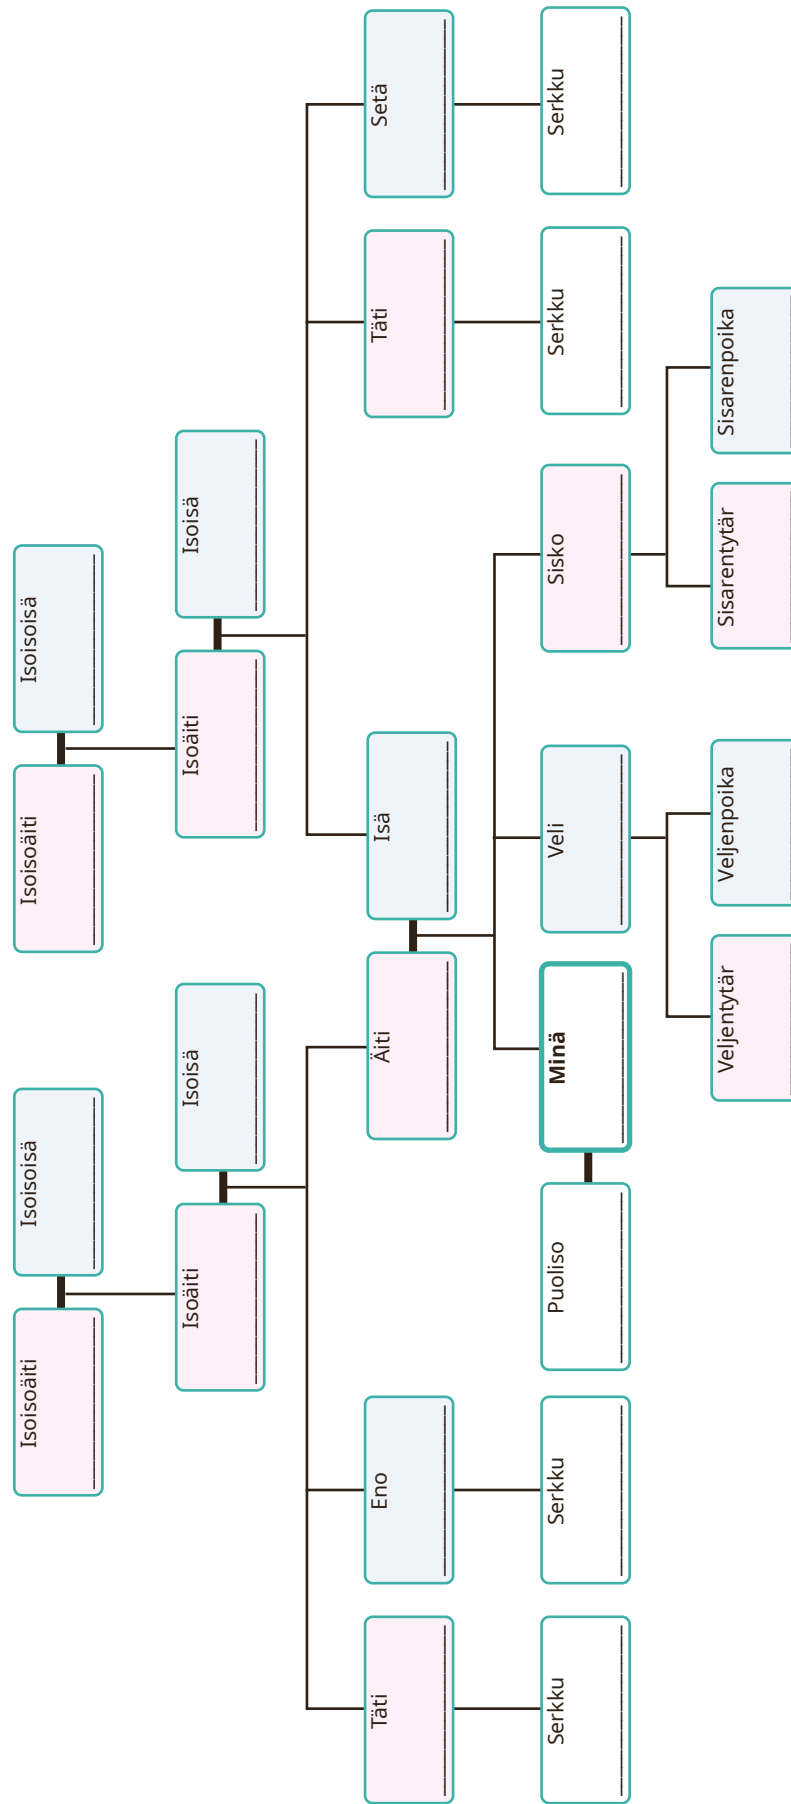 Isoisoäiti
Isoisoisä
Isoisoäiti
Isoisoisä
Isoäiti
Isoisä
Isoäiti
Isoisä
Täti
Eno
Äiti
Isä
Täti
Setä
Serkku
Serkku
Puoliso
Minä
Veli
Sisko
Serkku
Serkku
Veljentytär
Veljenpoika
Sisarentytär
Sisarenpoika